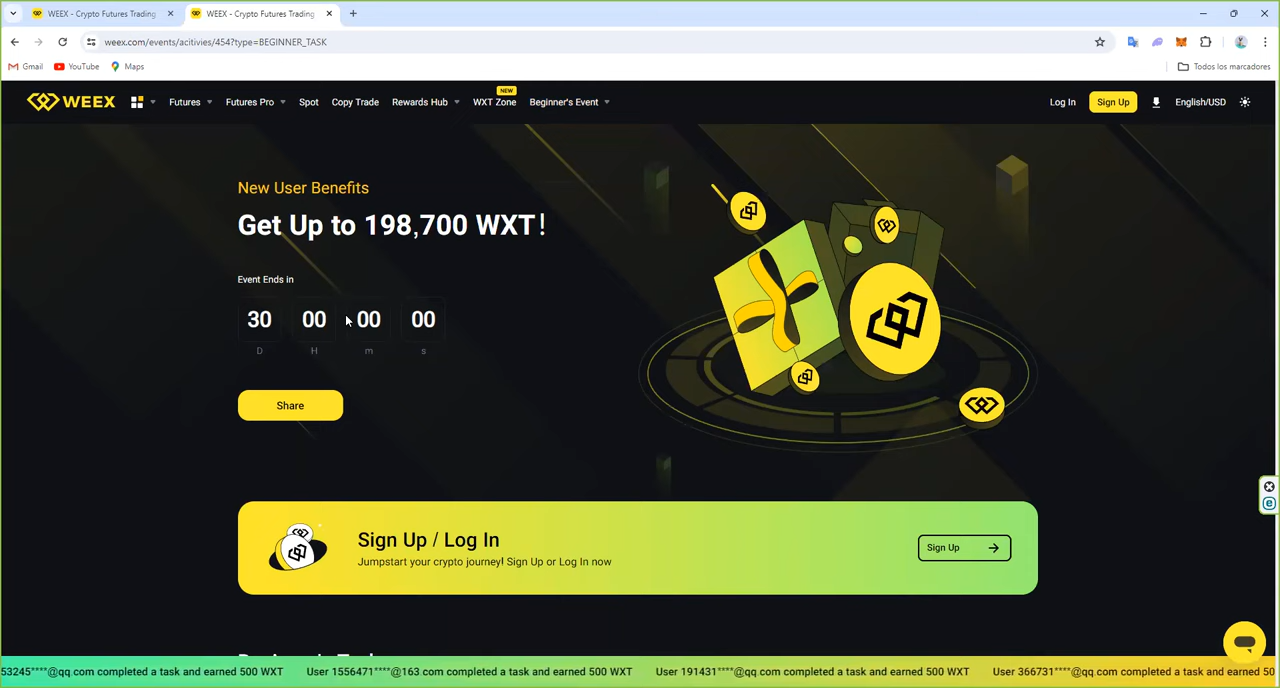 WEEX - Crypto Futures Trading
WEEX - Crypto Futures Trading
weex.com/events/acitivies/454?type=BEGINNER_TASK
Gmail
YouTube
Maps
Todos los marcadores
WEEX
Futures
Futures Pro
Spot
Copy Trade
Rewards Hub
NEW
WXT Zone
Beginner's Event
Log In
Sign Up
English/USD
New User Benefits
Get Up to 198,700 WXT!
Event Ends in
30 00 00 00
D H m s
Share
Sign Up / Log In
Jumpstart your crypto journey! Sign Up or Log In now
Sign Up
53245****@qq.com completed a task and earned 500 WXT User 1556471****@163.com completed a task and earned 500 WXT User 191431****@qq.com completed a task and earned 500 WXT User 366731****@qq.com completed a task and earned 50